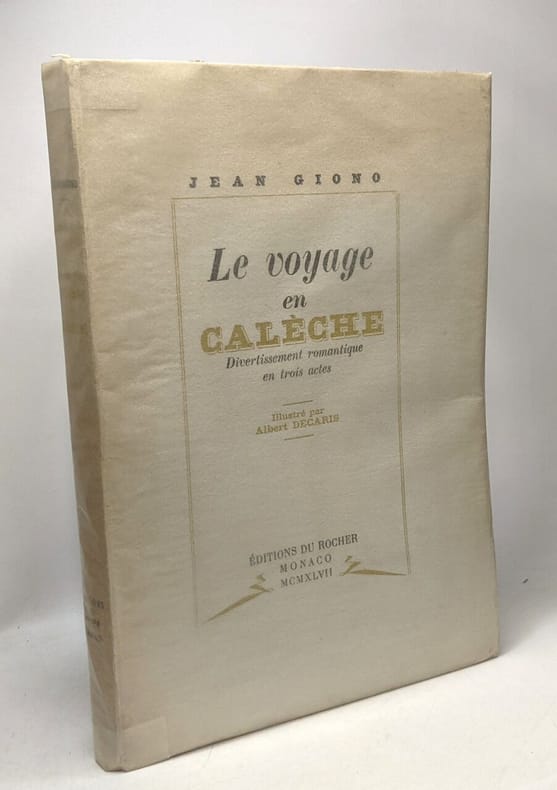 JEAN GIONO
Le voyage
en
CALÈCHE
Divertissement romantique
en trois actes
Illustré par
Albert DECARIS
ÉDITIONS DU ROCHER
MONACO
MCMXLVII